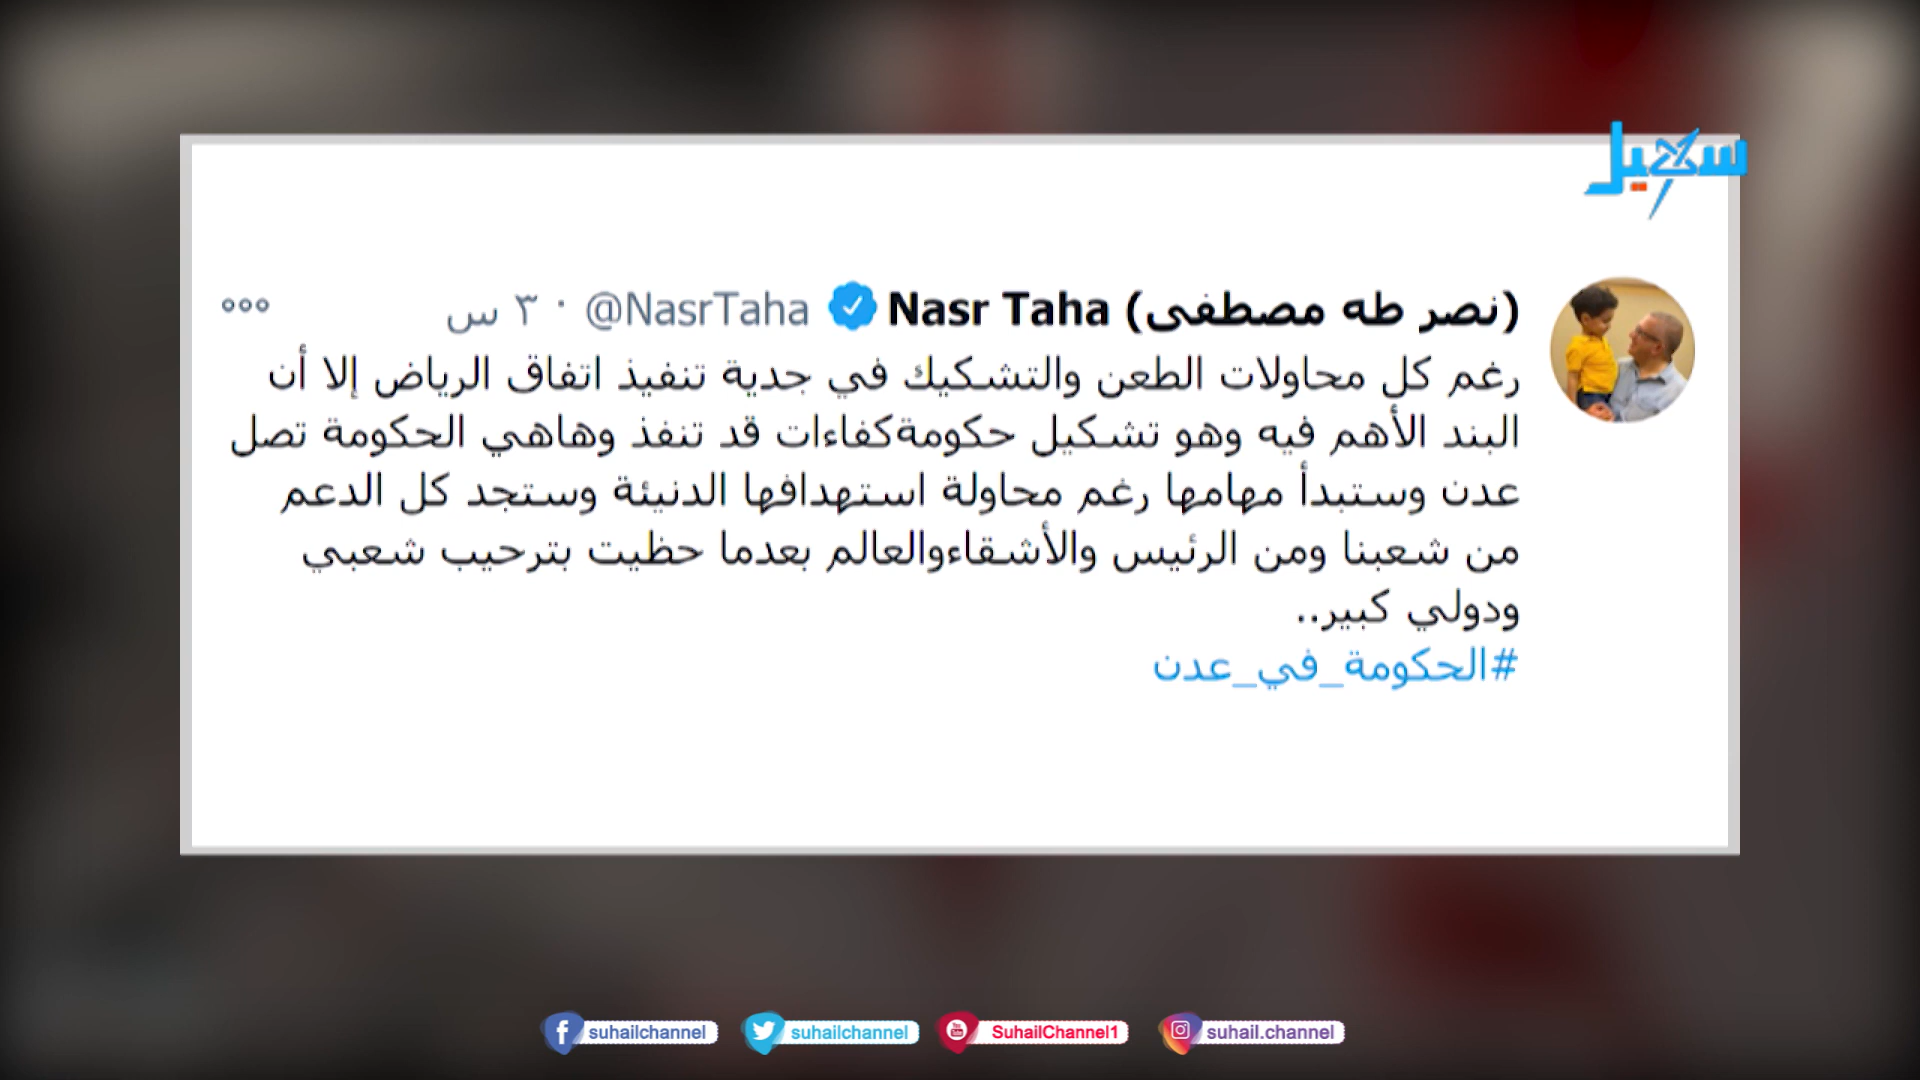 سهيل
Nasr Taha (نصر طه مصطفى) @NasrTaha · ٣ س
رغم كل محاولات الطعن والتشكيك في جدية تنفيذ اتفاق الرياض إلا أن
البند الأهم فيه وهو تشكيل حكومةكفاءات قد تنفذ وهاهي الحكومة تصل
عدن وستبدأ مهامها رغم محاولة استهدافها الدنيئة وستجد كل الدعم
من شعبنا ومن الرئيس والأشقاءوالعالم بعدما حظيت بترحيب شعبي
ودولي كبير..
#الحكومة_في_عدن
suhailchannel suhailchannel SuhailChannel1 suhail.channel